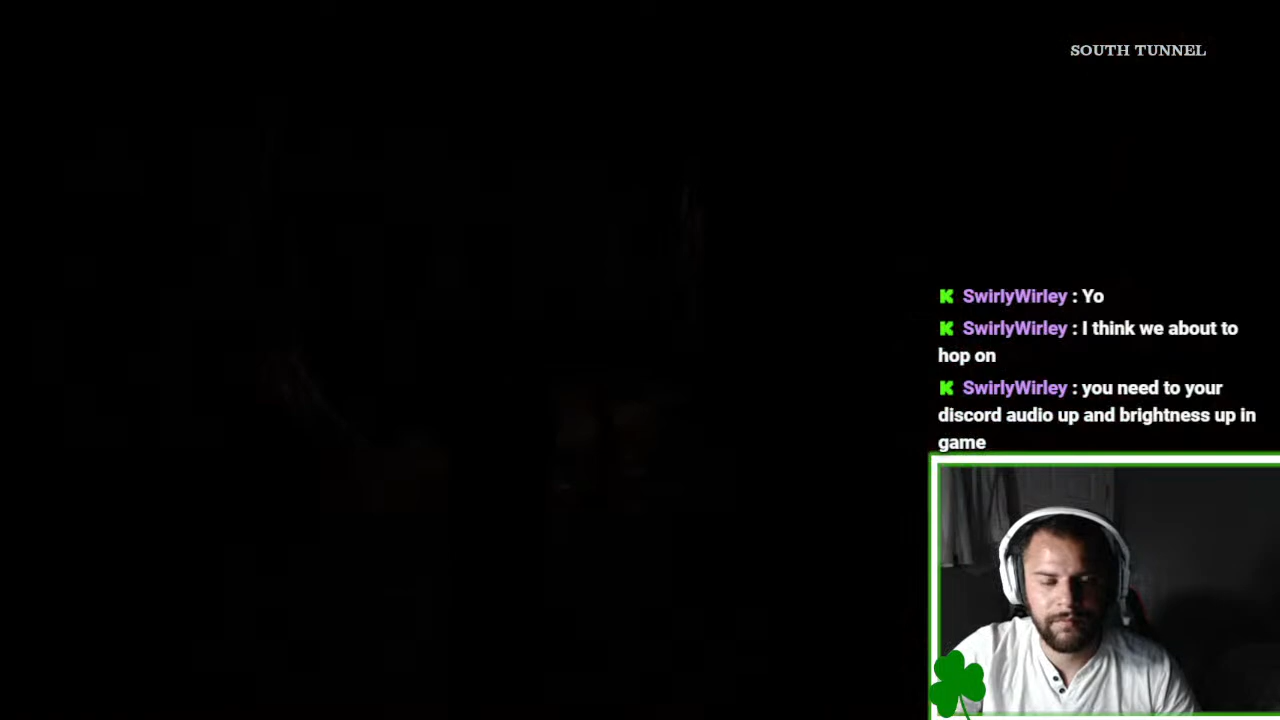 SOUTH TUNNEL
K SwirlyWirley : Yo
K SwirlyWirley : I think we about to
hop on
K SwirlyWirley : you need to your
discord audio up and brightness up in
game